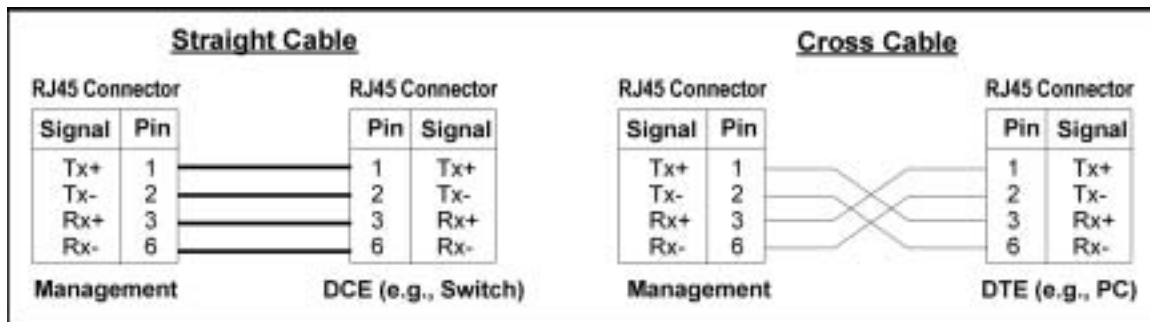 Straight Cable
RJ45 Connector RJ45 Connector
Signal Pin Pin Signal
Tx+ 1 1 Tx+
Tx- 2 2 Tx-
Rx+ 3 3 Rx+
Rx- 6 6 Rx-
Management DCE (e.g., Switch)
Cross Cable
RJ45 Connector RJ45 Connector
Signal Pin Pin Signal
Tx+ 1 1 Tx+
Tx- 2 2 Tx-
Rx+ 3 3 Rx+
Rx- 6 6 Rx-
Management DTE (e.g., PC)